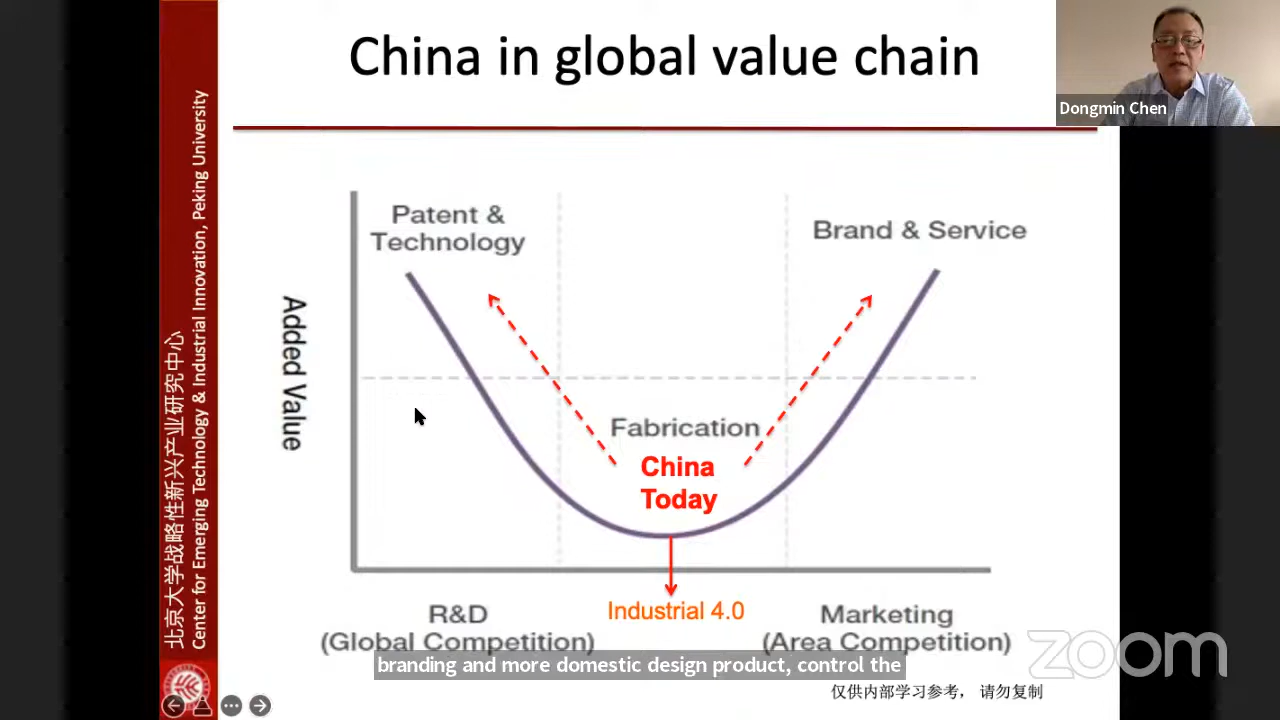 China in global value chain
Dongmin Chen
北京大学战略性新兴产业研究中心
Center for Emerging Technology & Industrial Innovation, Peking University
Patent &
Technology
Brand & Service
Added Value
Fabrication
China
Today
R&D
(Global Competition)
Industrial 4.0
Marketing
(Area Competition)
branding and more domestic design product, control the
zoom
仅供内部学习参考， 请勿复制